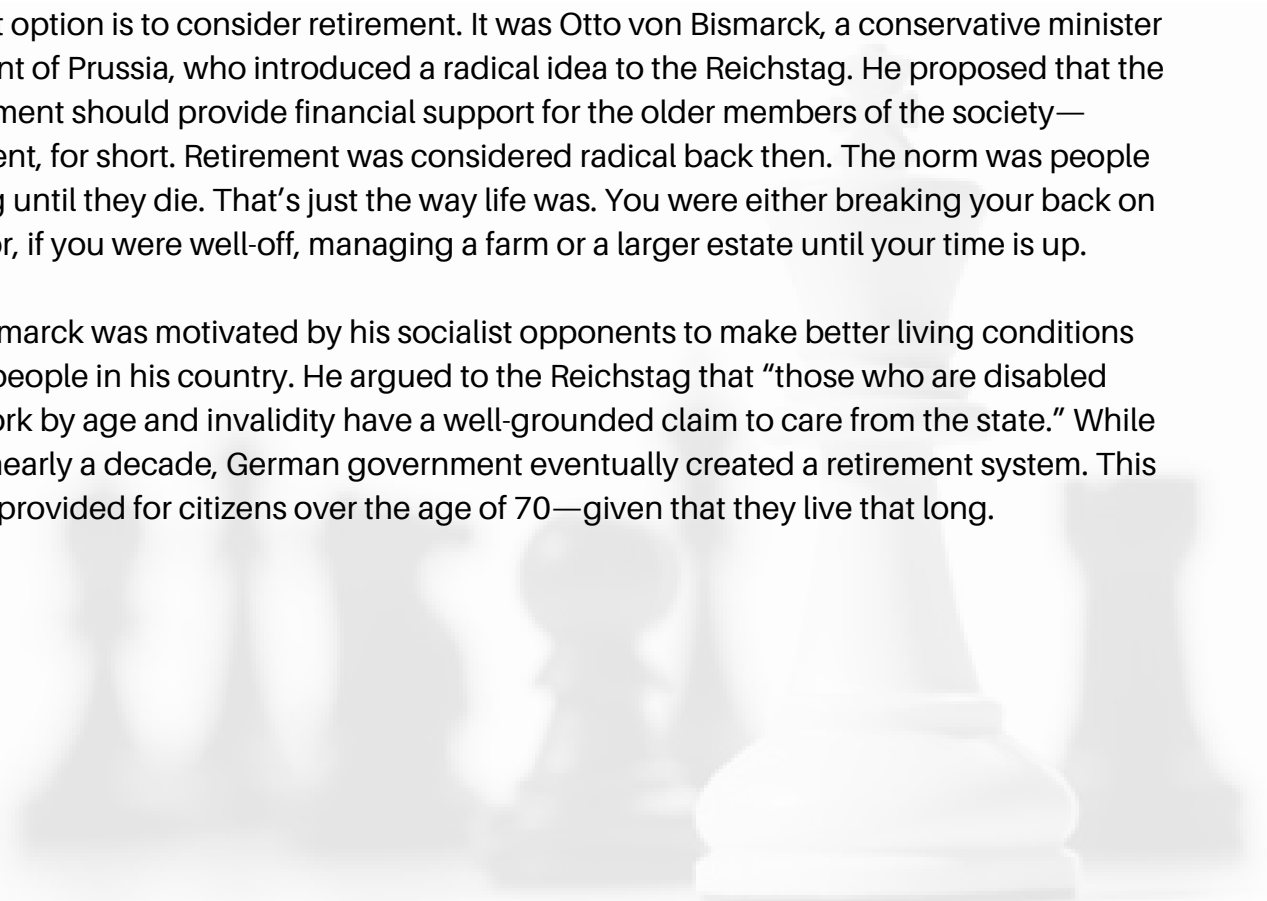 option is to consider retirement. It was Otto von Bismarck, a conservative minister
of Prussia, who introduced a radical idea to the Reichstag. He proposed that the
should provide financial support for the older members of the society—
for short. Retirement was considered radical back then. The norm was people
until they die. That’s just the way life was. You were either breaking your back on
if you were well-off, managing a farm or a larger estate until your time is up.
was motivated by his socialist opponents to make better living conditions
people in his country. He argued to the Reichstag that “those who are disabled
by age and invalidity have a well-grounded claim to care from the state.” While
nearly a decade, German government eventually created a retirement system. This
provided for citizens over the age of 70—given that they live that long.